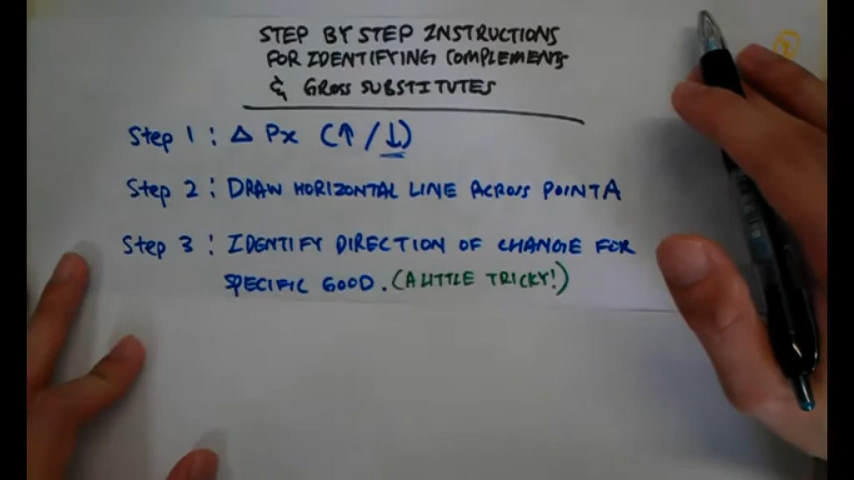 STEP BY STEP INSTRUCTIONS
FOR IDENTIFYING COMPLEMENTS
& GROSS SUBSTITUTES
Step 1 : Δ Px (↑ / ↓)
Step 2 : DRAW HORIZONTAL LINE ACROSS POINT A
Step 3 : IDENTIFY DIRECTION OF CHANGE FOR
SPECIFIC GOOD. (A LITTLE TRICKY!)